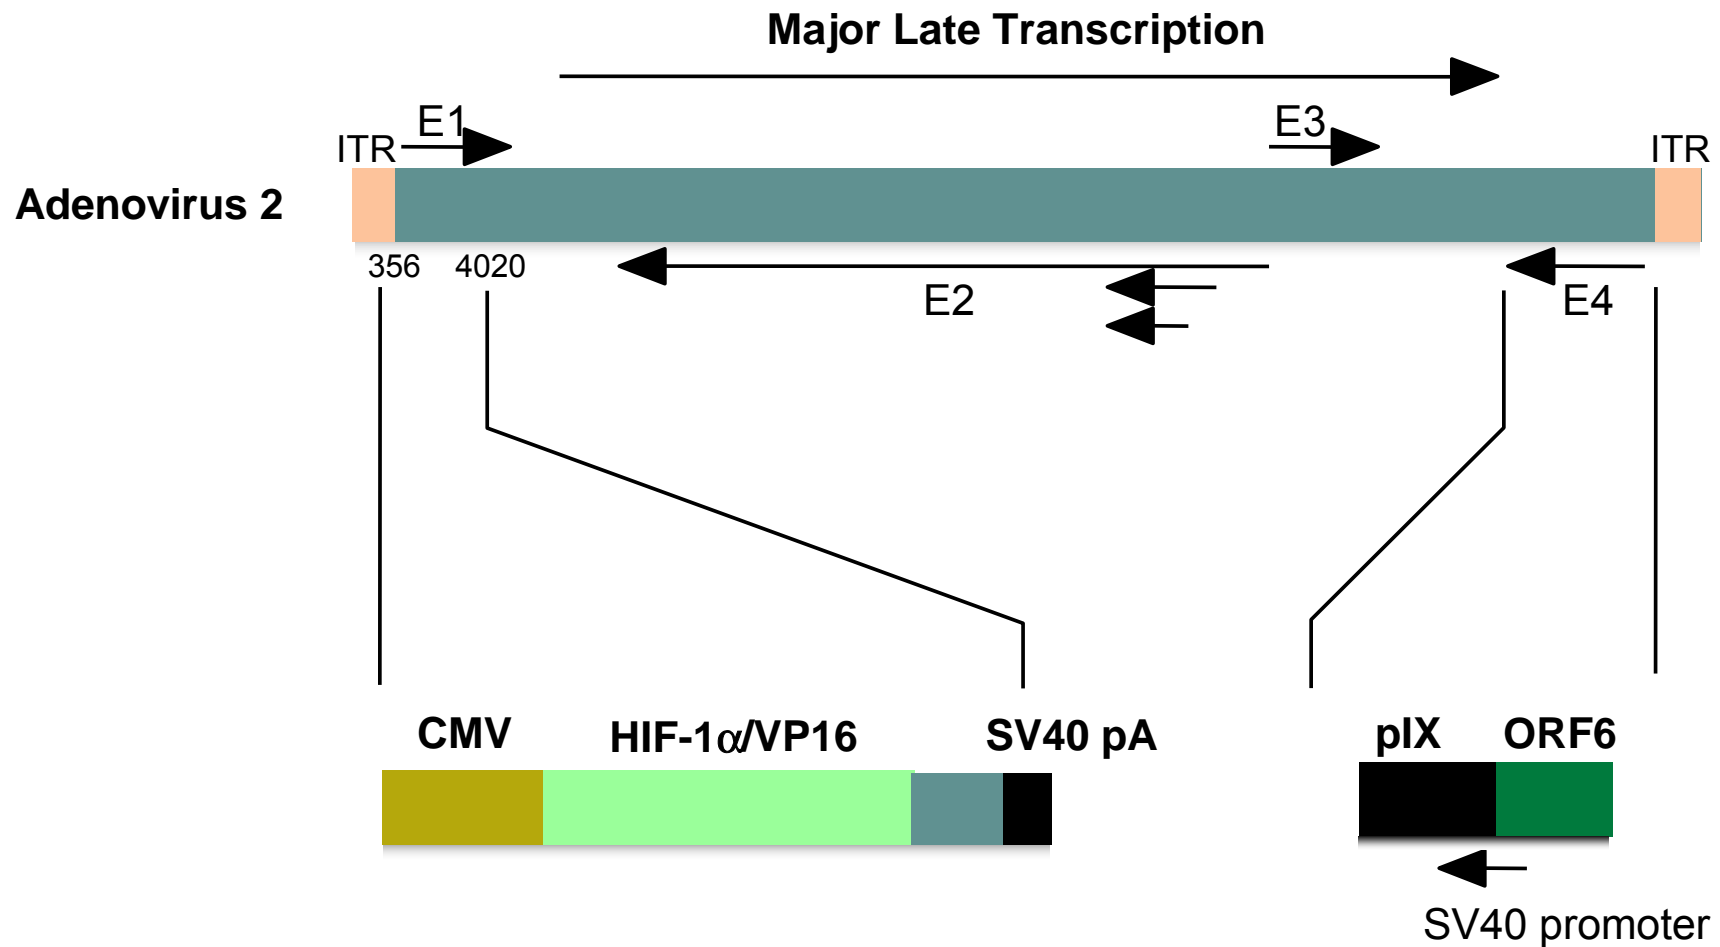 Major Late Transcription
E1
E3
ITR
ITR
Adenovirus 2
356
4020
E2
E4
CMV
HIF-1α/VP16
SV40 pA
pIX
ORF6
SV40 promoter